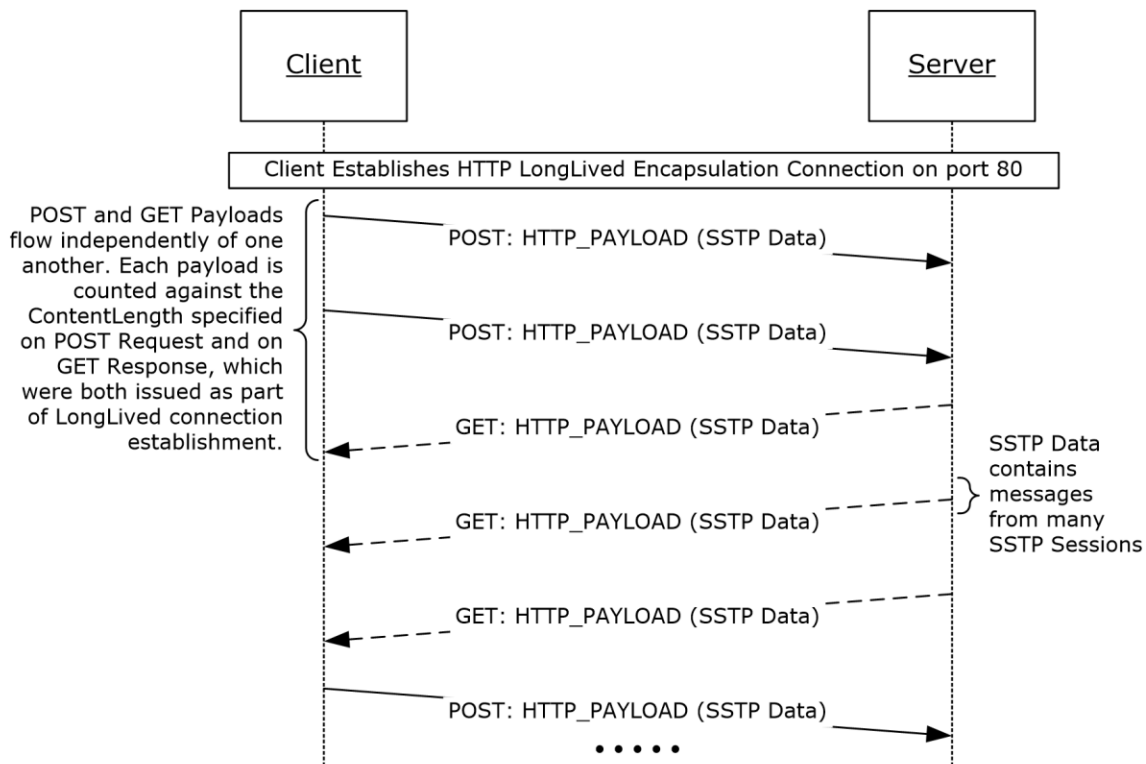 Client
Server
Client Establishes HTTP LongLived Encapsulation Connection on port 80
POST and GET Payloads
flow independently of one
another. Each payload is
counted against the
ContentLength specified
on POST Request and on
GET Response, which
were both issued as part
of LongLived connection
establishment.
POST: HTTP_PAYLOAD (SSTP Data)
POST: HTTP_PAYLOAD (SSTP Data)
GET: HTTP_PAYLOAD (SSTP Data)
SSTP Data
contains
messages
from many
SSTP Sessions
GET: HTTP_PAYLOAD (SSTP Data)
GET: HTTP_PAYLOAD (SSTP Data)
POST: HTTP_PAYLOAD (SSTP Data)
• • • • •